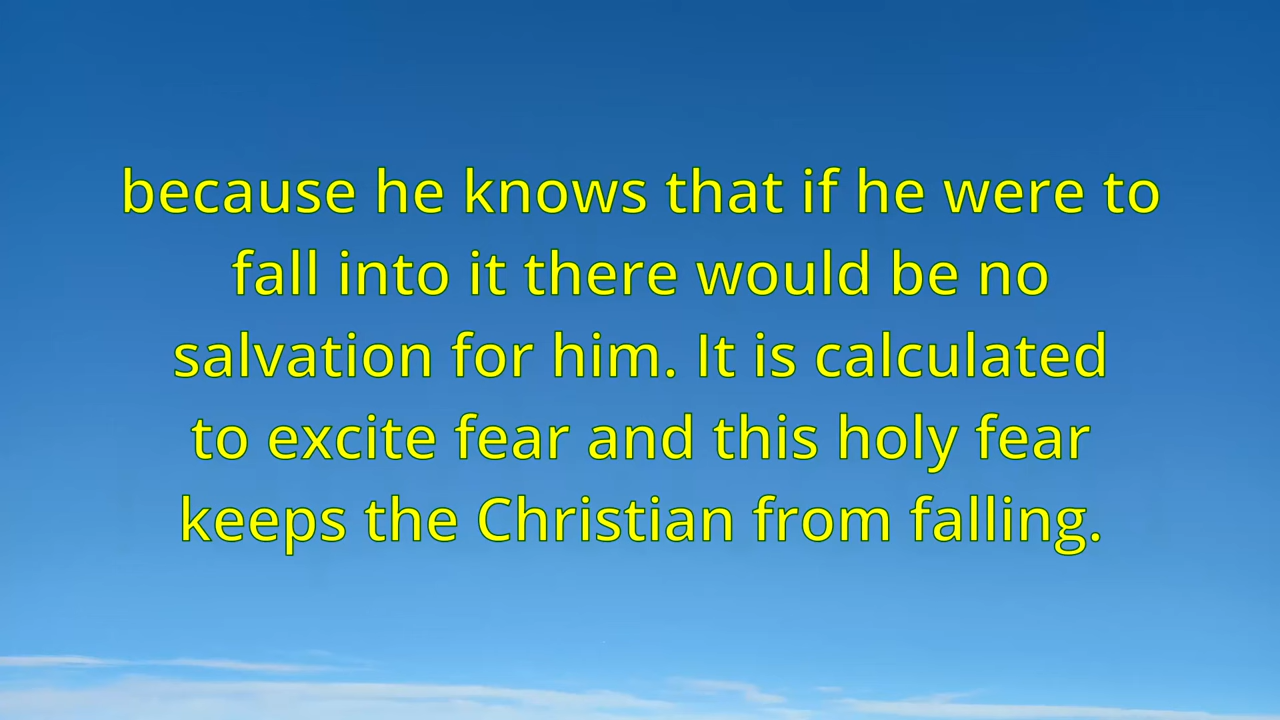 because he knows that if he were to
fall into it there would be no
salvation for him. It is calculated
to excite fear and this holy fear
keeps the Christian from falling.